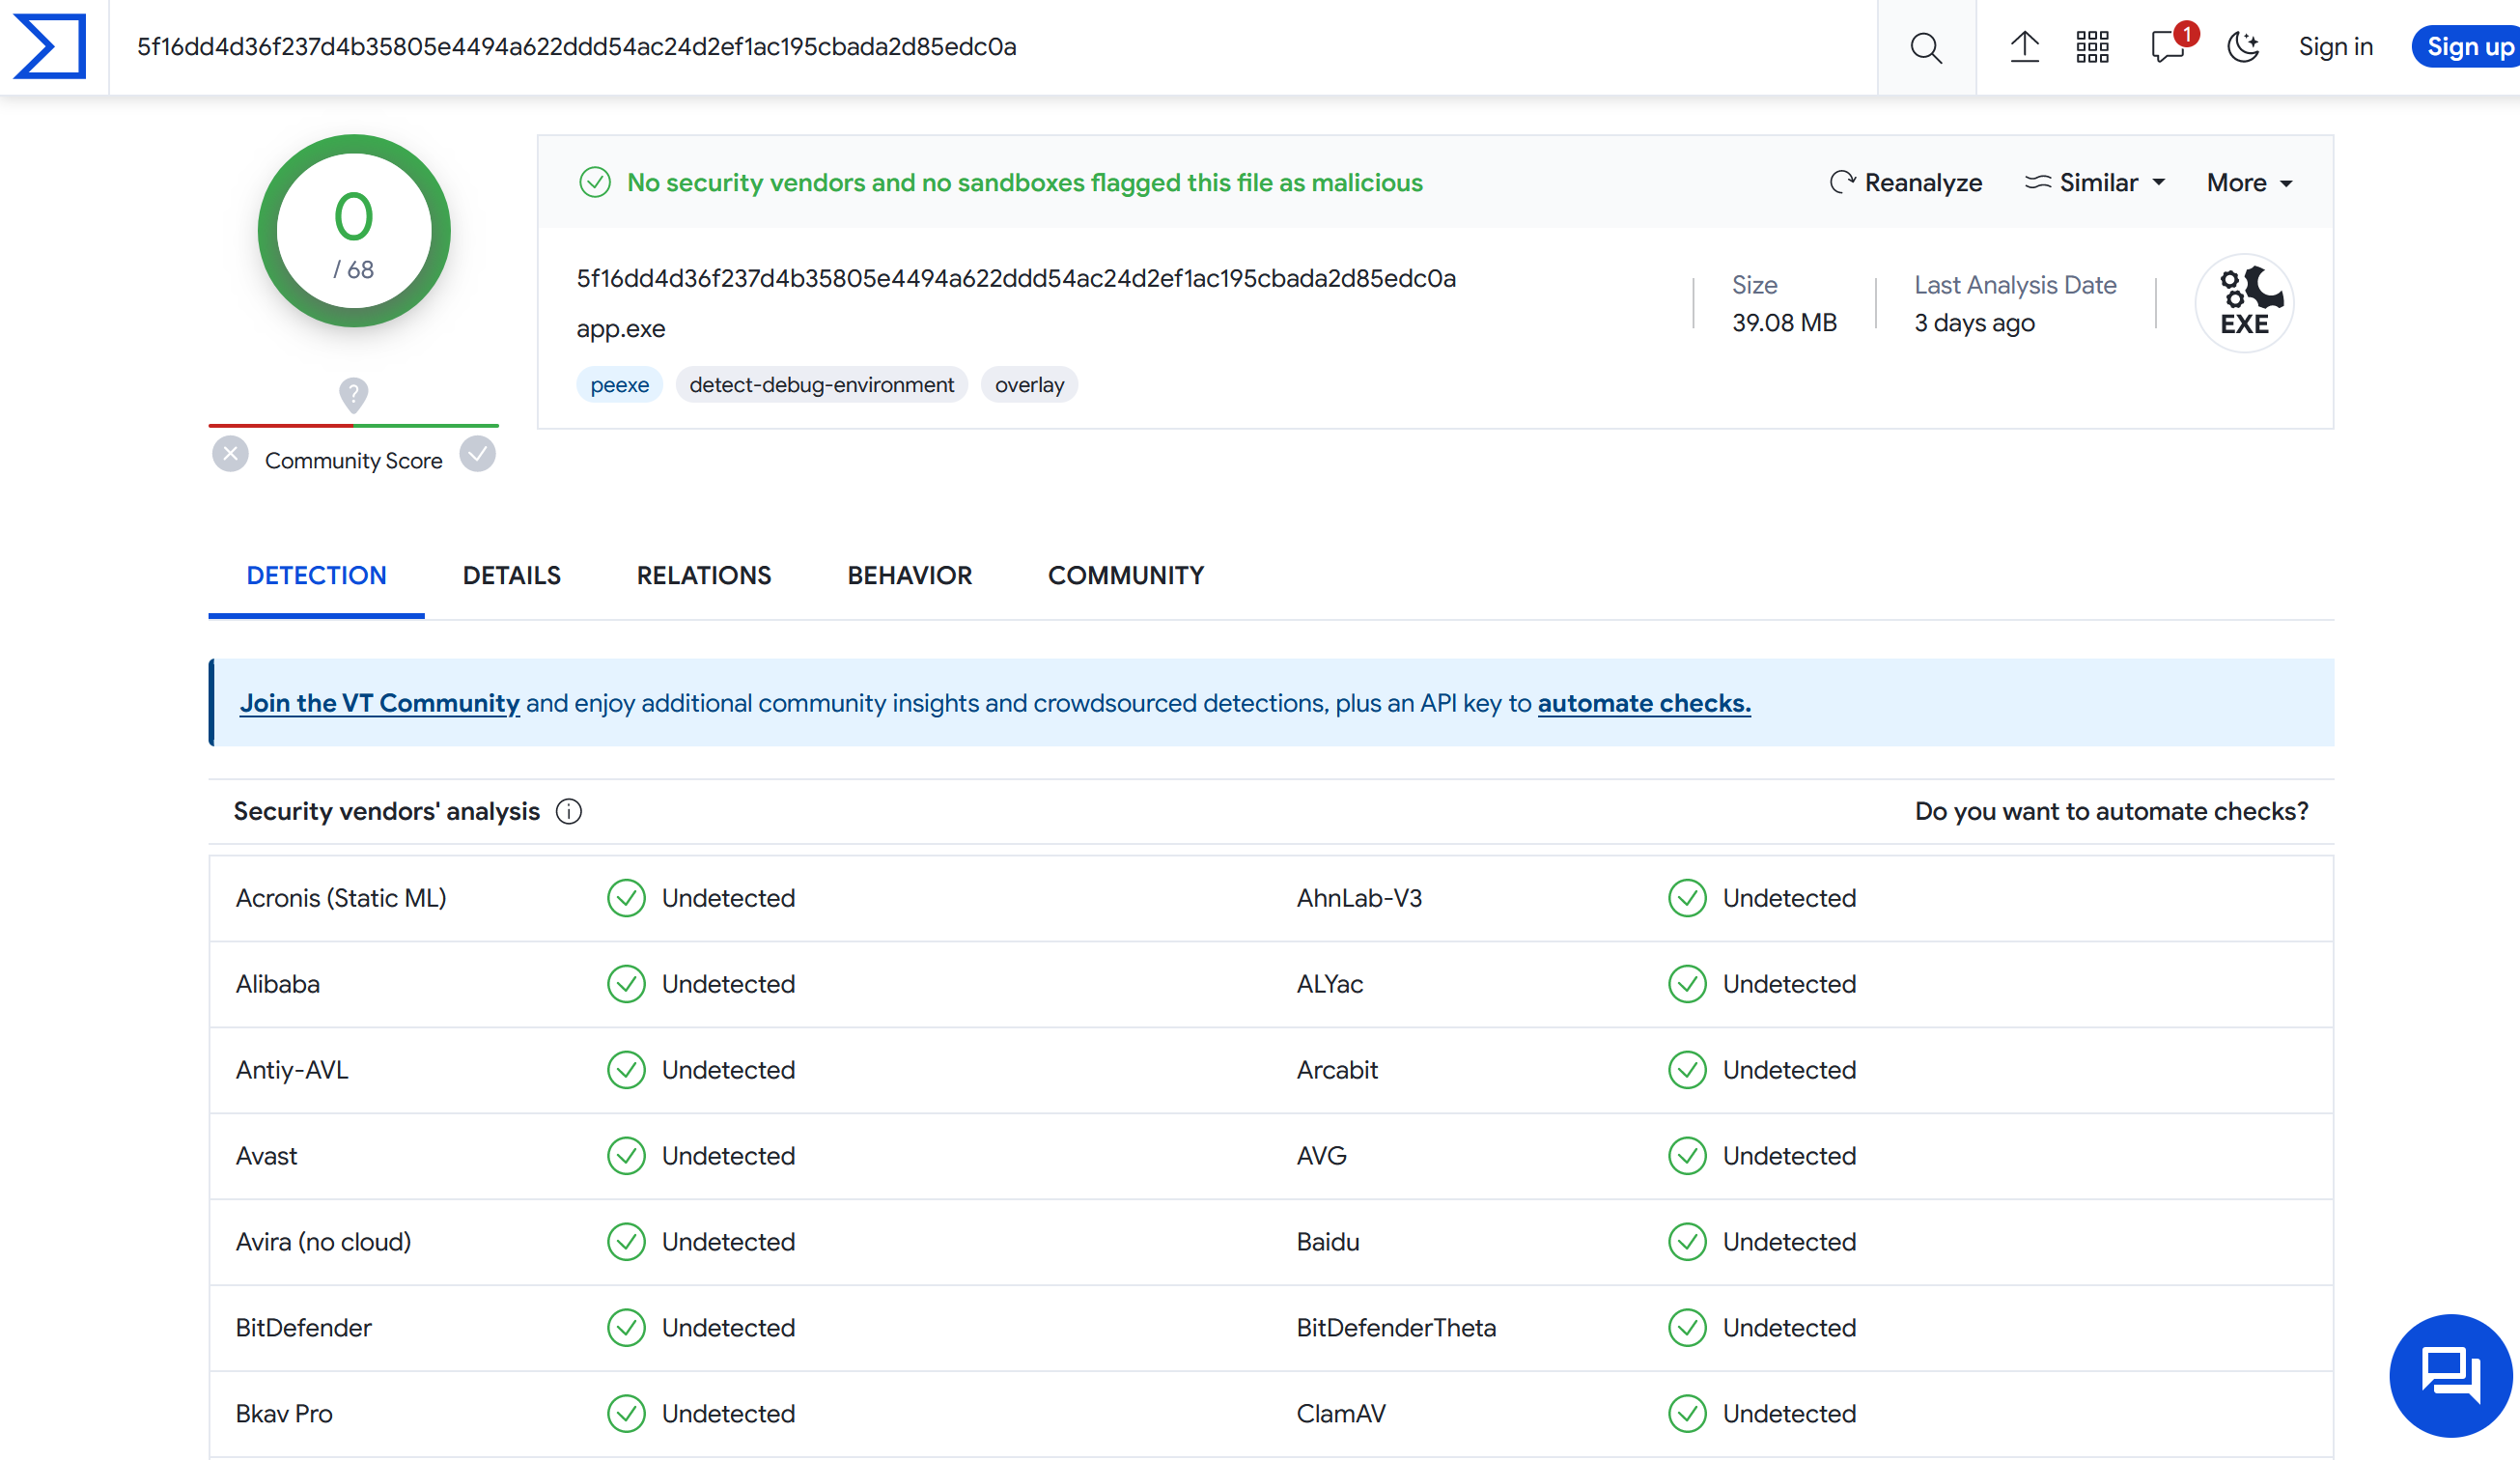 5f16dd4d36f237d4b35805e4494a622ddd54ac24d2ef1ac195cbada2d85edc0a
1
Sign in
Sign up
0
/ 68
?
Community Score
No security vendors and no sandboxes flagged this file as malicious
Reanalyze
Similar
More
5f16dd4d36f237d4b35805e4494a622ddd54ac24d2ef1ac195cbada2d85edc0a
app.exe
peexe
detect-debug-environment
overlay
Size
39.08 MB
Last Analysis Date
3 days ago
EXE
DETECTION
DETAILS
RELATIONS
BEHAVIOR
COMMUNITY
Join the VT Community and enjoy additional community insights and crowdsourced detections, plus an API key to automate checks.
Security vendors' analysis
Do you want to automate checks?
Acronis (Static ML) Undetected AhnLab-V3 Undetected
Alibaba Undetected ALYac Undetected
Antiy-AVL Undetected Arcabit Undetected
Avast Undetected AVG Undetected
Avira (no cloud) Undetected Baidu Undetected
BitDefender Undetected BitDefenderTheta Undetected
Bkav Pro Undetected ClamAV Undetected